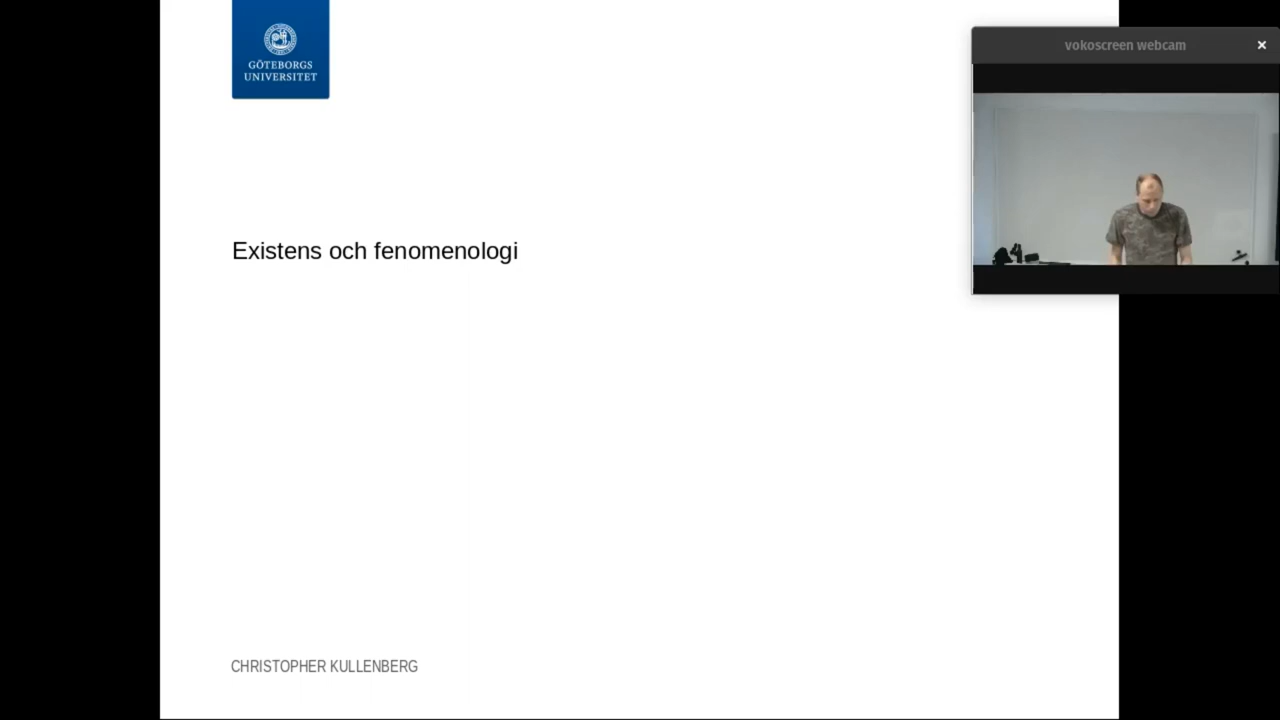 GÖTEBORGS
UNIVERSITET
vokoscreen webcam
Existens och fenomenologi
CHRISTOPHER KULLENBERG